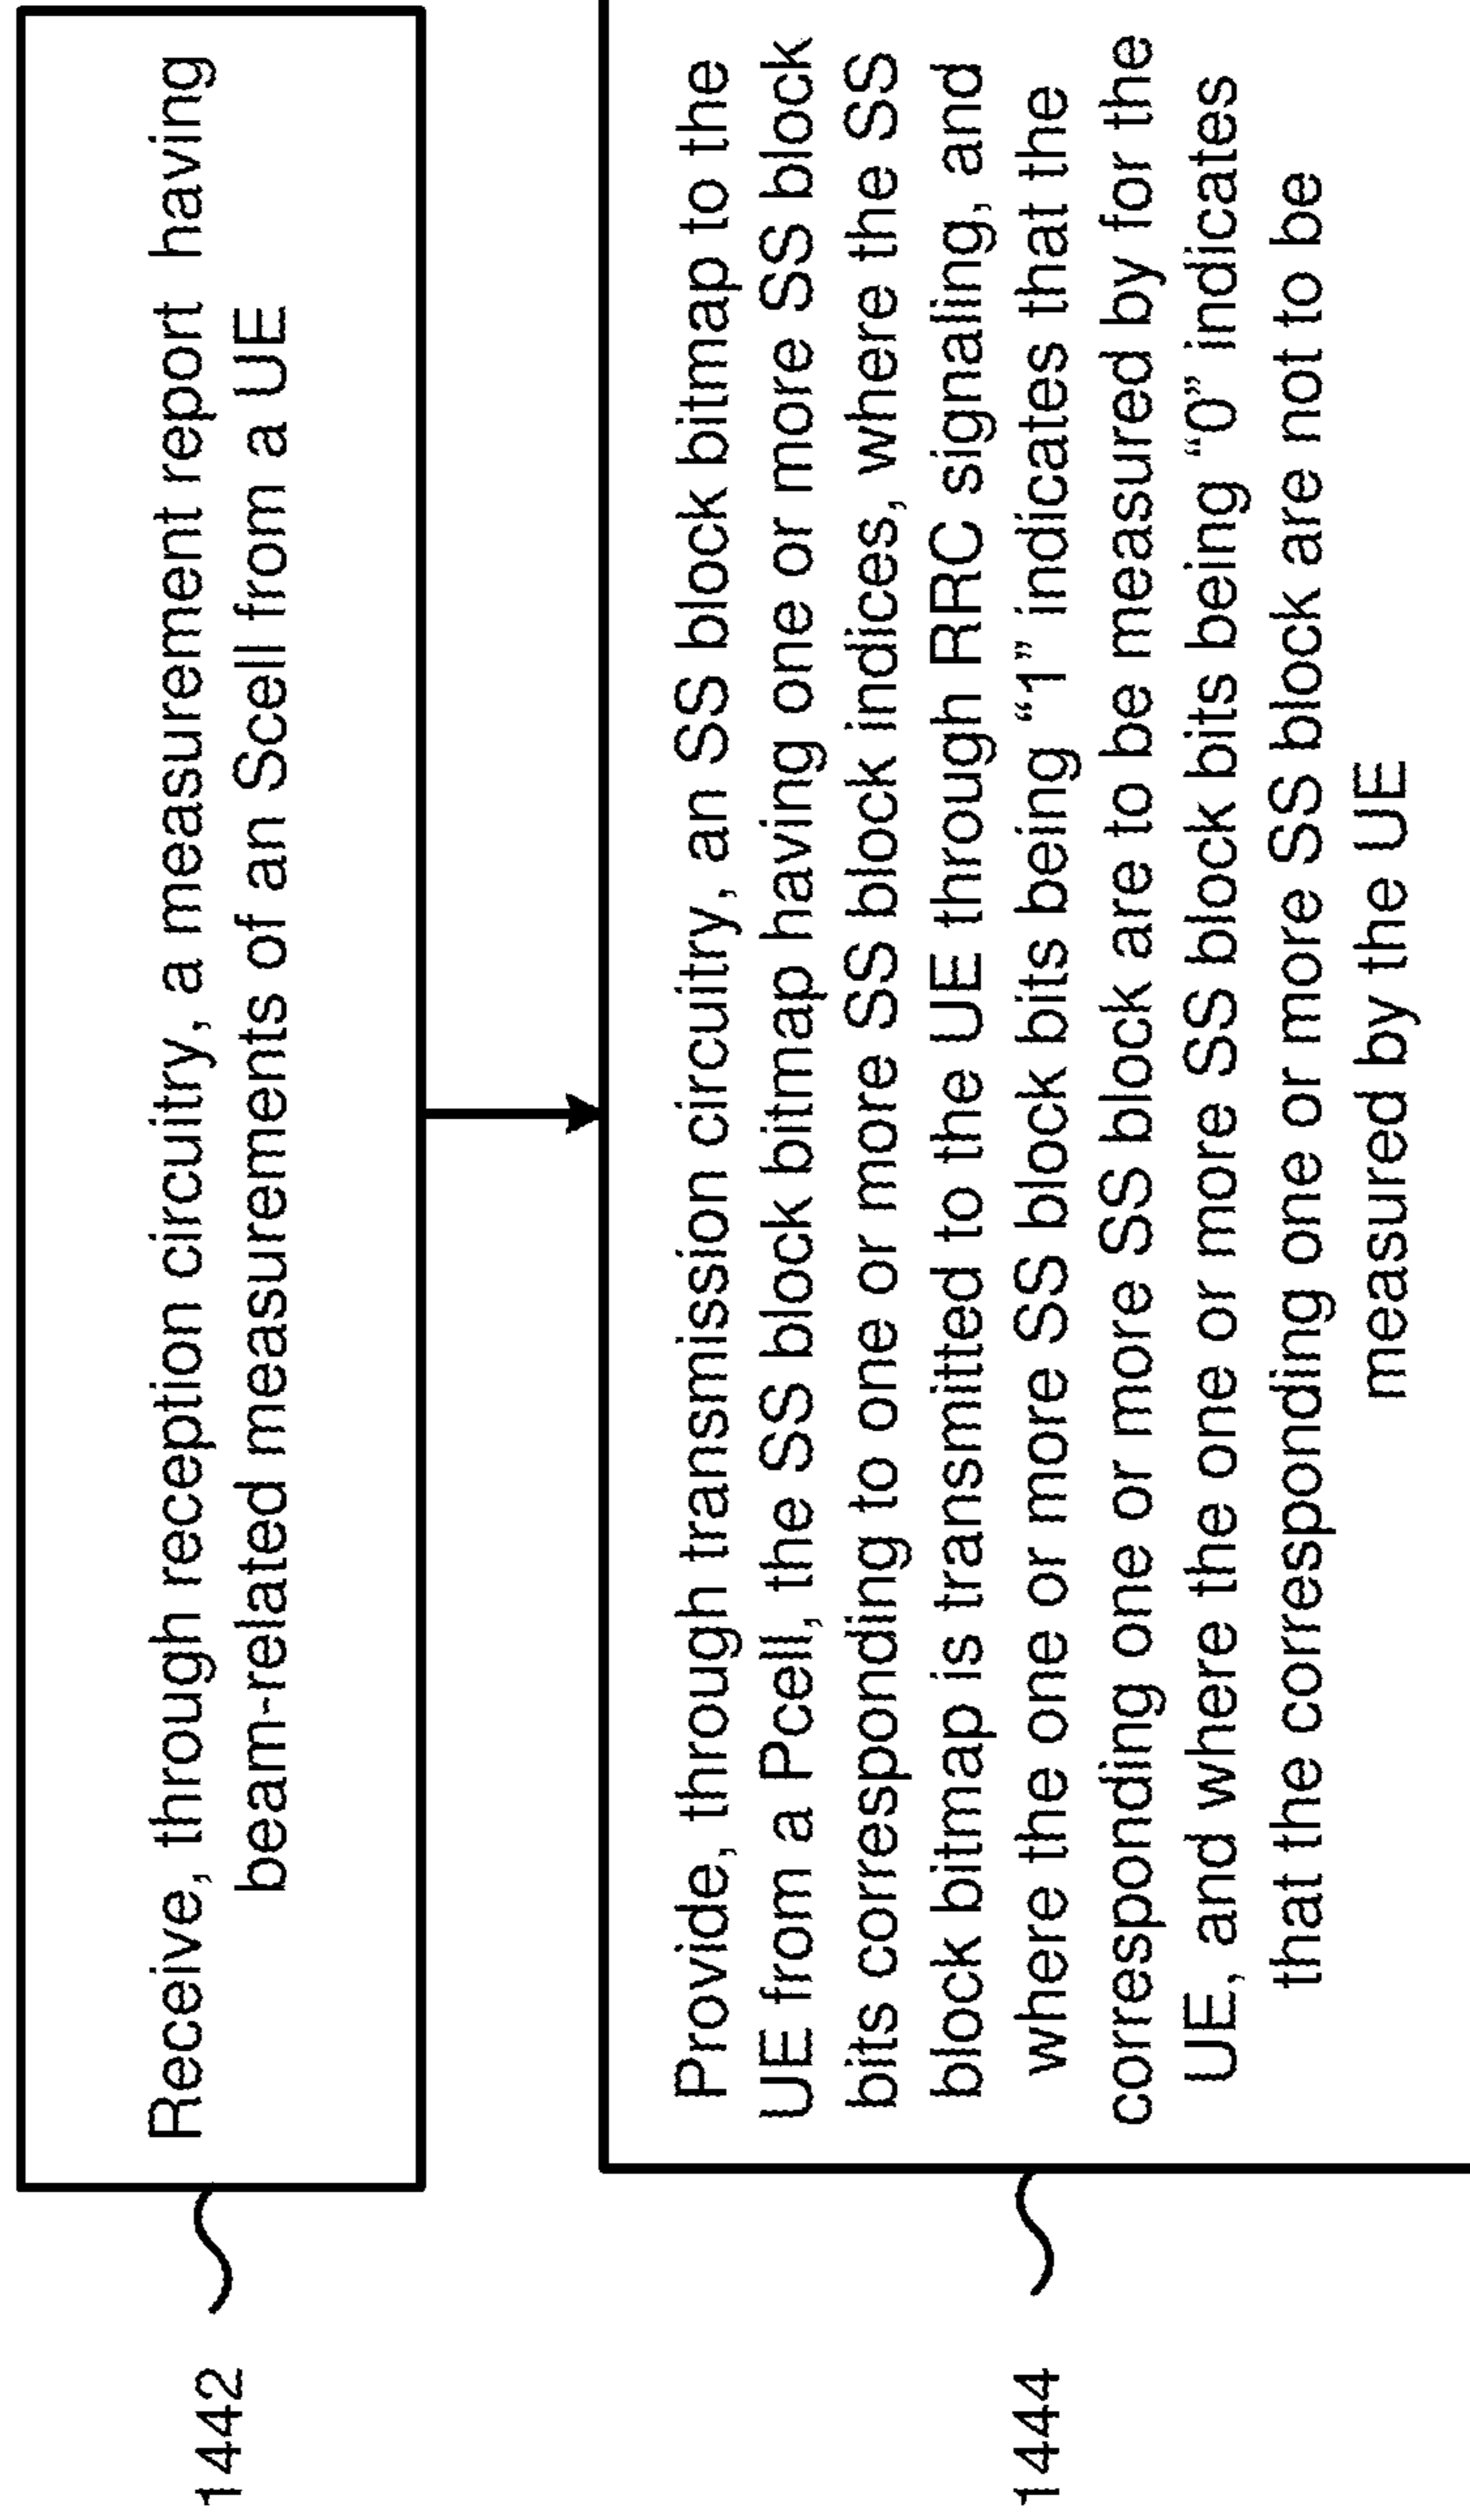 Receive, through reception circuitry, a measurement report having
beam-related measurements of an Scell from a UE
1442
Provide, through transmission circuitry, an SS block bitmap to the
UE from a Pcell, the SS block bitmap having one or more SS block
bits corresponding to one or more SS block indices, where the SS
block bitmap is transmitted to the UE through RRC signaling, and
where the one or more SS block bits being “1” indicates that the
corresponding one or more SS block are to be measured by for the
UE, and where the one or more SS block bits being “0” indicates
that the corresponding one or more SS block are not to be
measured by the UE
1444